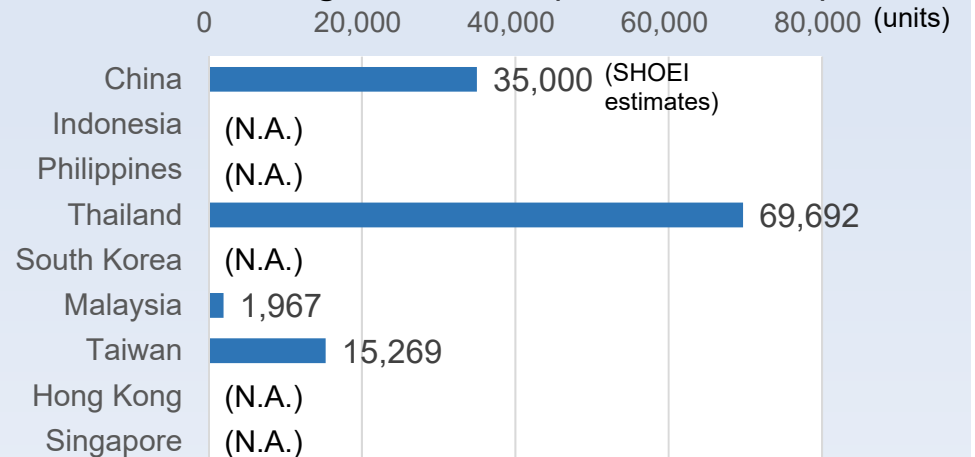 0 20,000 40,000 60,000 80,000 (units)
China 35,000 (SHOEI
estimates)
Indonesia (N.A.)
Philippines (N.A.)
Thailand 69,692
South Korea (N.A.)
Malaysia 1,967
Taiwan 15,269
Hong Kong (N.A.)
Singapore (N.A.)